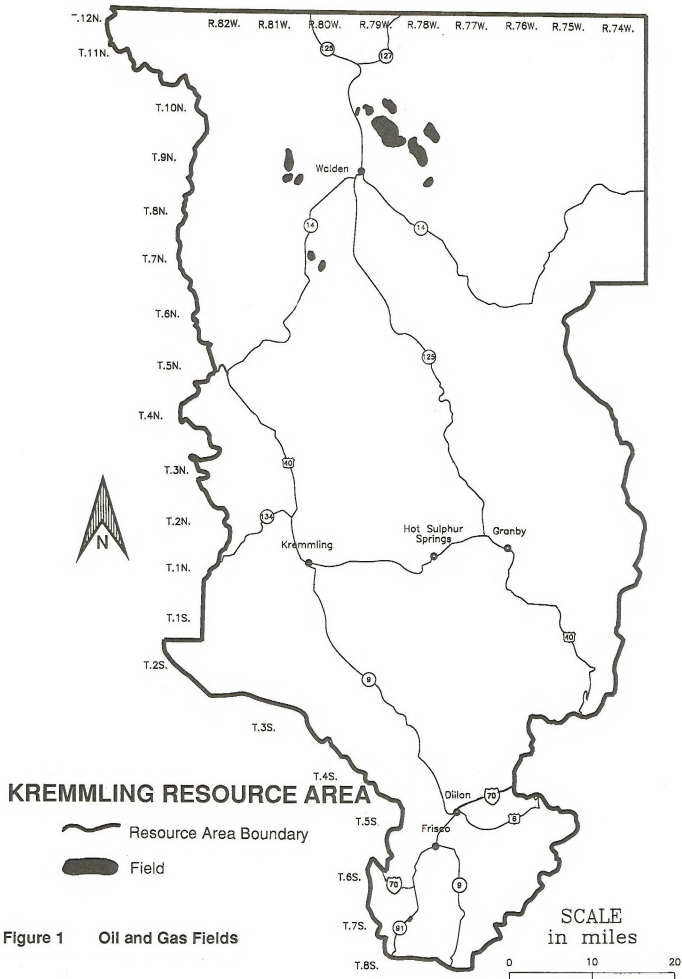 T.12N.
R.82W. R.81W. R.80W. R.79W. R.78W. R.77W. R.76W. R.75W. R.74W.
T.11N.
125
127
T.10N.
T.9N.
Walden
T.8N.
14
14
T.7N.
T.6N.
125
T.5N.
T.4N.
40
T.3N.
134
T.2N.
Hot Sulphur
Springs
Granby
N
Kremmling
T.1N.
T.1S.
40
T.2S.
9
T.3S.
T.4S.
KREMMLING RESOURCE AREA
70
Diilon
Resource Area Boundary
T.5S.
6
Frisco
Field
T.6S.
70
9
SCALE
in miles
T.7S.
91
Figure 1 Oil and Gas Fields
T.8S.
0 10 20